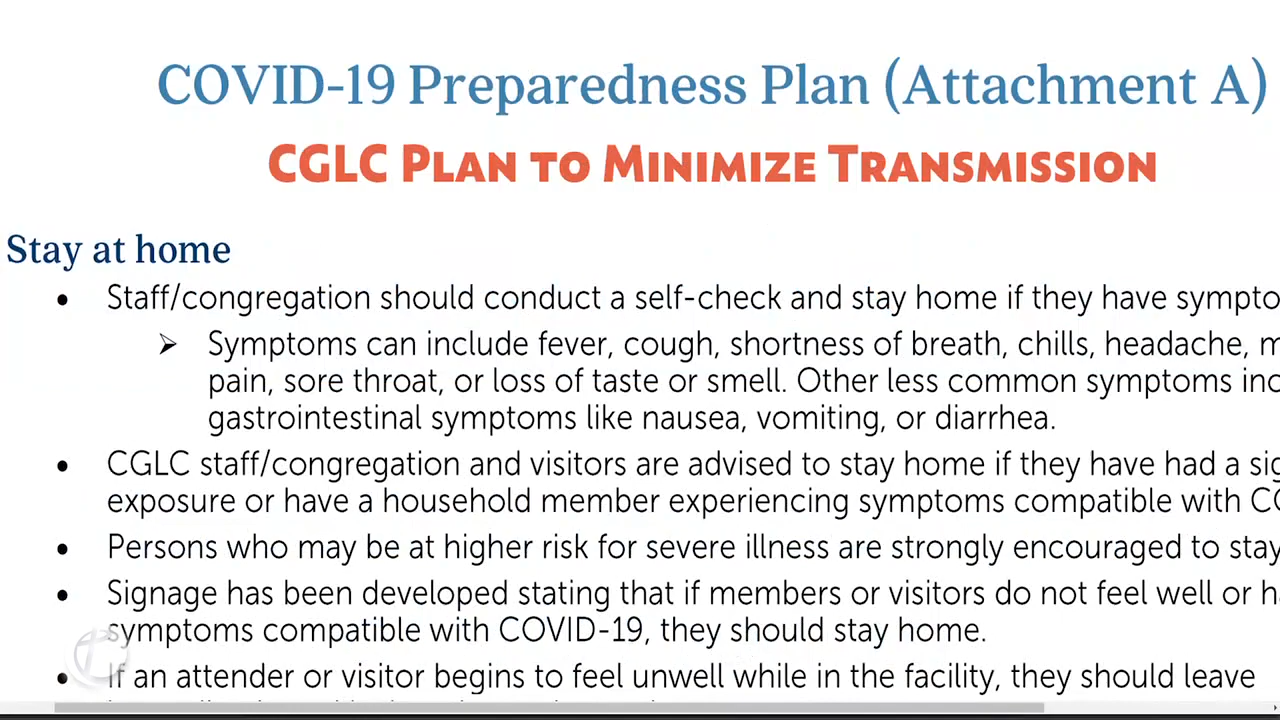 COVID-19 Preparedness Plan (Attachment A)
CGLC PLAN TO MINIMIZE TRANSMISSION
Stay at home
• Staff/congregation should conduct a self-check and stay home if they have sympto
➢ Symptoms can include fever, cough, shortness of breath, chills, headache, m
pain, sore throat, or loss of taste or smell. Other less common symptoms inc
gastrointestinal symptoms like nausea, vomiting, or diarrhea.
• CGLC staff/congregation and visitors are advised to stay home if they have had a sig
exposure or have a household member experiencing symptoms compatible with CO
• Persons who may be at higher risk for severe illness are strongly encouraged to stay
• Signage has been developed stating that if members or visitors do not feel well or ha
symptoms compatible with COVID-19, they should stay home.
• If an attender or visitor begins to feel unwell while in the facility, they should leave